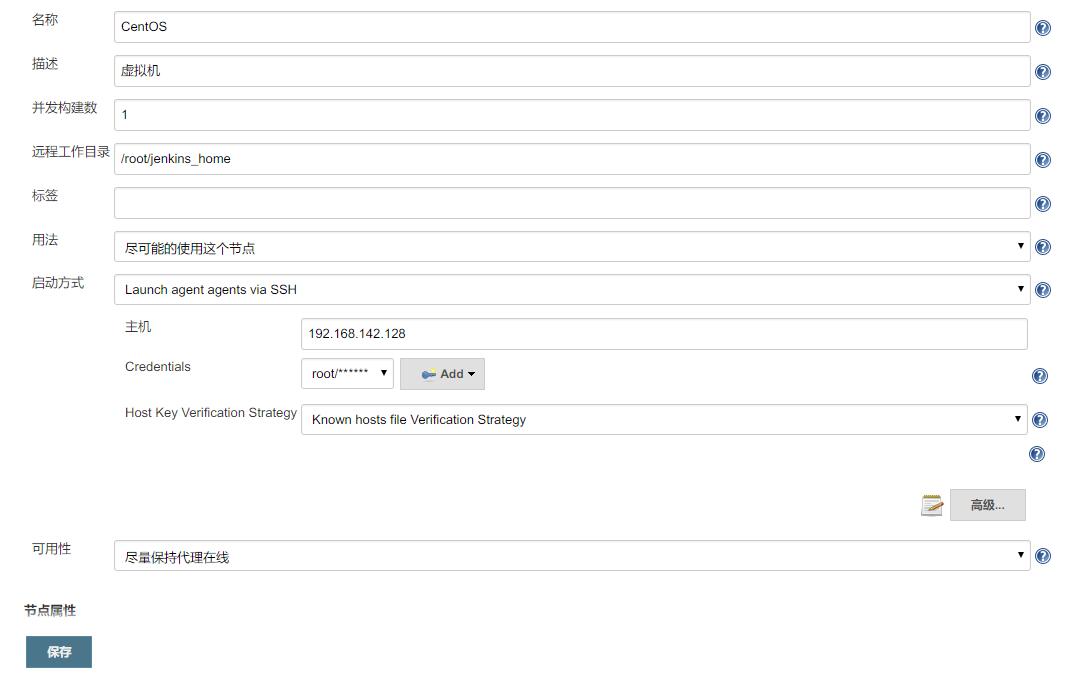 名称
CentOS
描述
虚拟机
并发构建数
1
远程工作目录
/root/jenkins_home
标签
用法
尽可能的使用这个节点
启动方式
Launch agent agents via SSH
主机
192.168.142.128
Credentials
root/******
Add
Host Key Verification Strategy
Known hosts file Verification Strategy
高级...
可用性
尽量保持代理在线
节点属性
保存